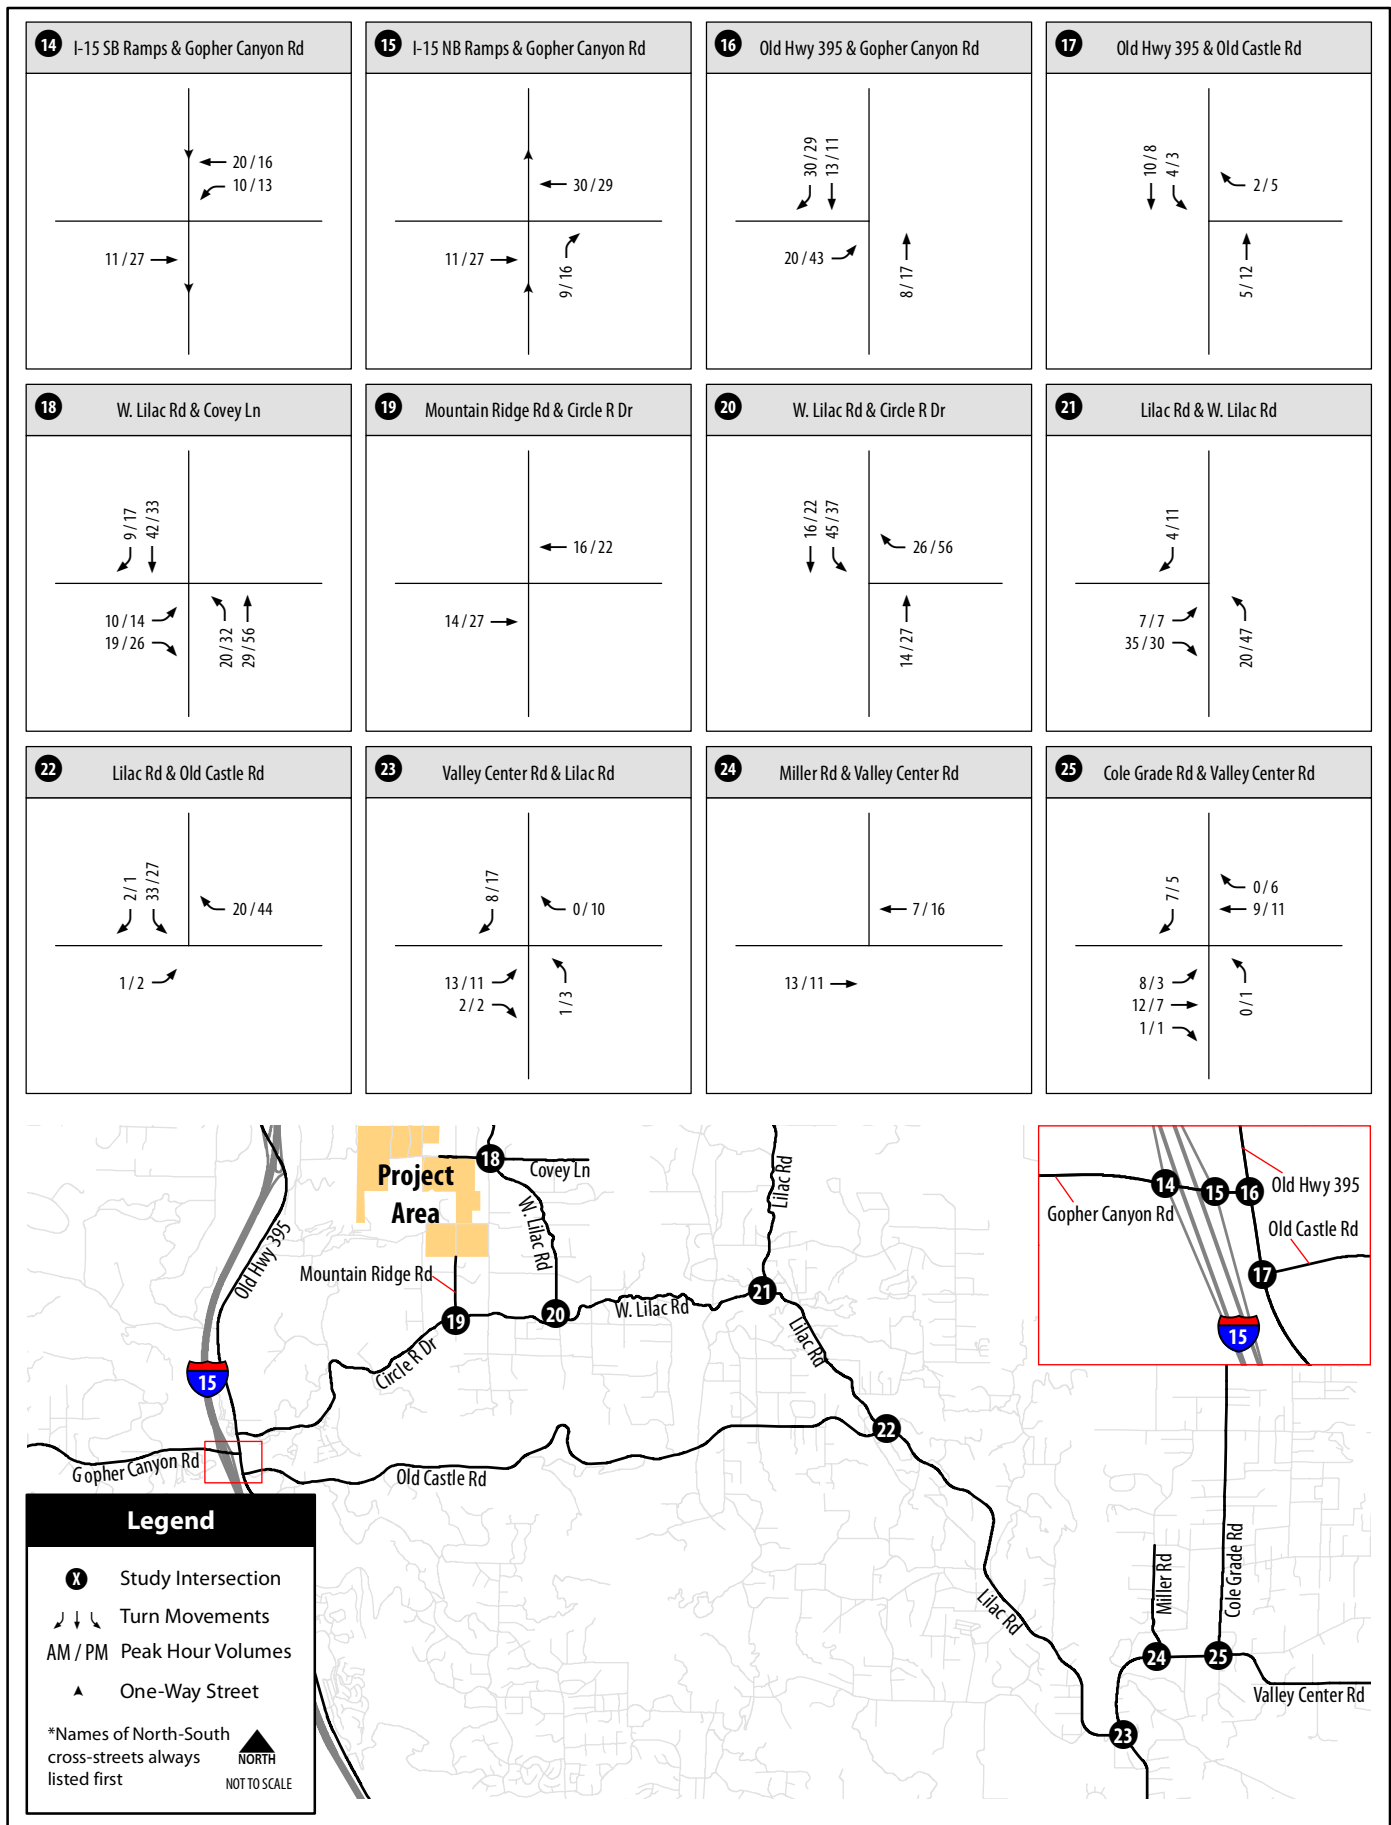 14 I-15 SB Ramps & Gopher Canyon Rd
20 / 16
10 / 13
11 / 27
15 I-15 NB Ramps & Gopher Canyon Rd
30 / 29
11 / 27
9 / 16
16 Old Hwy 395 & Gopher Canyon Rd
30 / 29
13 / 11
20 / 43
8 / 17
17 Old Hwy 395 & Old Castle Rd
10 / 8
4 / 3
2 / 5
5 / 12
18 W. Lilac Rd & Covey Ln
9 / 17
42 / 33
10 / 14
19 / 26
20 / 32
29 / 56
19 Mountain Ridge Rd & Circle R Dr
16 / 22
14 / 27
20 W. Lilac Rd & Circle R Dr
16 / 22
45 / 37
26 / 56
14 / 27
21 Lilac Rd & W. Lilac Rd
4 / 11
7 / 7
35 / 30
20 / 47
22 Lilac Rd & Old Castle Rd
2 / 1
33 / 27
20 / 44
1 / 2
23 Valley Center Rd & Lilac Rd
8 / 17
0 / 10
13 / 11
2 / 2
1 / 3
24 Miller Rd & Valley Center Rd
7 / 16
13 / 11
25 Cole Grade Rd & Valley Center Rd
7 / 5
0 / 6
9 / 11
8 / 3
12 / 7
1 / 1
0 / 1
Project
Area
18
Covey Ln
W. Lilac Rd
Lilac Rd
Old Hwy 395
Mountain Ridge Rd
19
20
W. Lilac Rd
21
Lilac Rd
Circle R Dr
15
22
Gopher Canyon Rd
Old Castle Rd
Lilac Rd
Miller Rd
Cole Grade Rd
24
25
Valley Center Rd
23
14
15
16
Old Hwy 395
Gopher Canyon Rd
Old Castle Rd
17
15
Legend
X Study Intersection
Turn Movements
AM / PM Peak Hour Volumes
One-Way Street
*Names of North-South
cross-streets always
listed first
NORTH
NOT TO SCALE